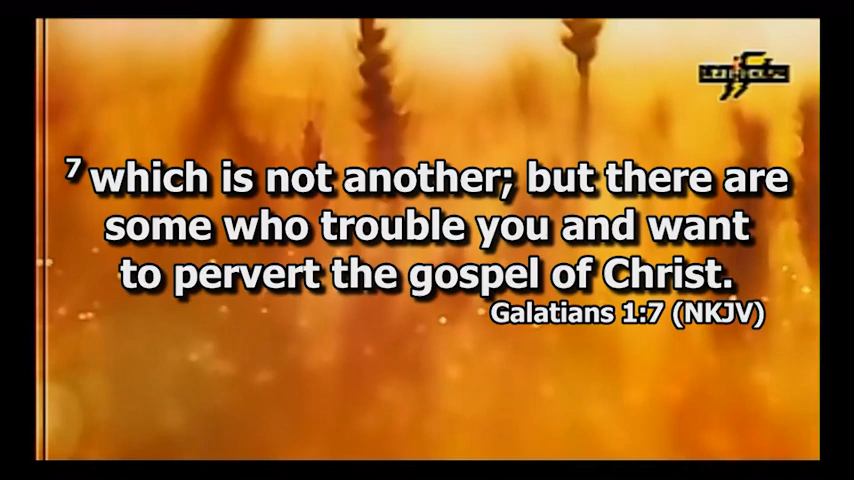 7 which is not another; but there are
some who trouble you and want
to pervert the gospel of Christ.
Galatians 1:7 (NKJV)